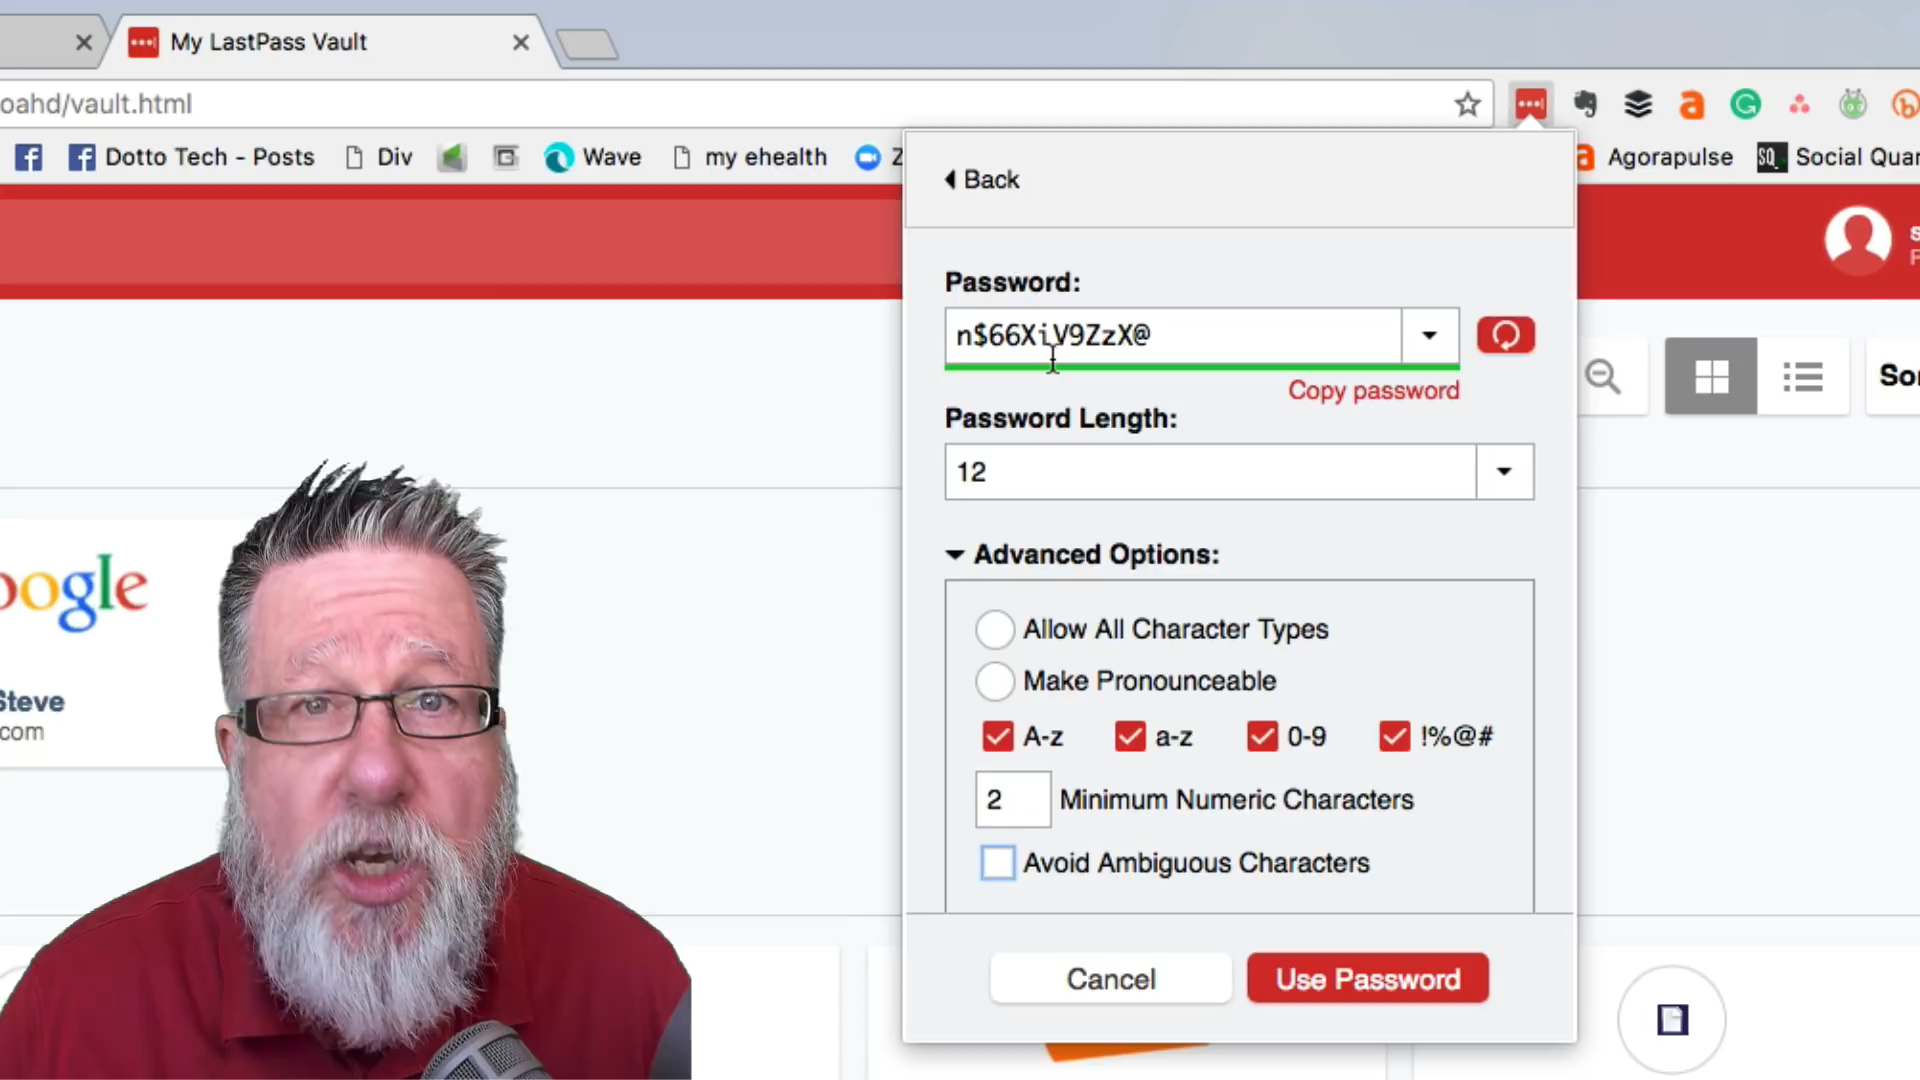 My LastPass Vault
oahd/vault.html
Dotto Tech - Posts Div Wave my ehealth Z Agorapulse Social Quar
Back
Password:
n$66XiV9ZzX@
Copy password
Password Length:
12
Sor
Advanced Options:
Allow All Character Types
Make Pronounceable
A-z a-z 0-9 !%@#
2 Minimum Numeric Characters
Avoid Ambiguous Characters
Cancel Use Password
oogle
Steve
com